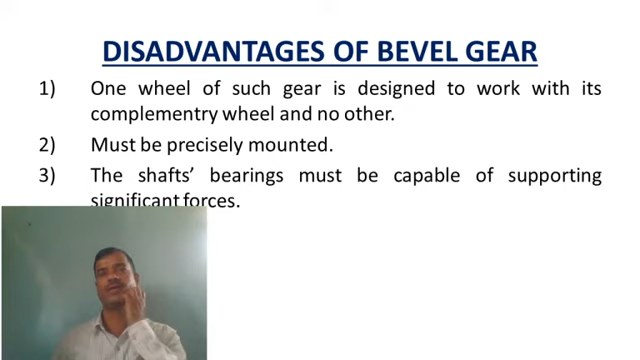 DISADVANTAGES OF BEVEL GEAR
1) One wheel of such gear is designed to work with its
complementry wheel and no other.
2) Must be precisely mounted.
3) The shafts’ bearings must be capable of supporting
significant forces.